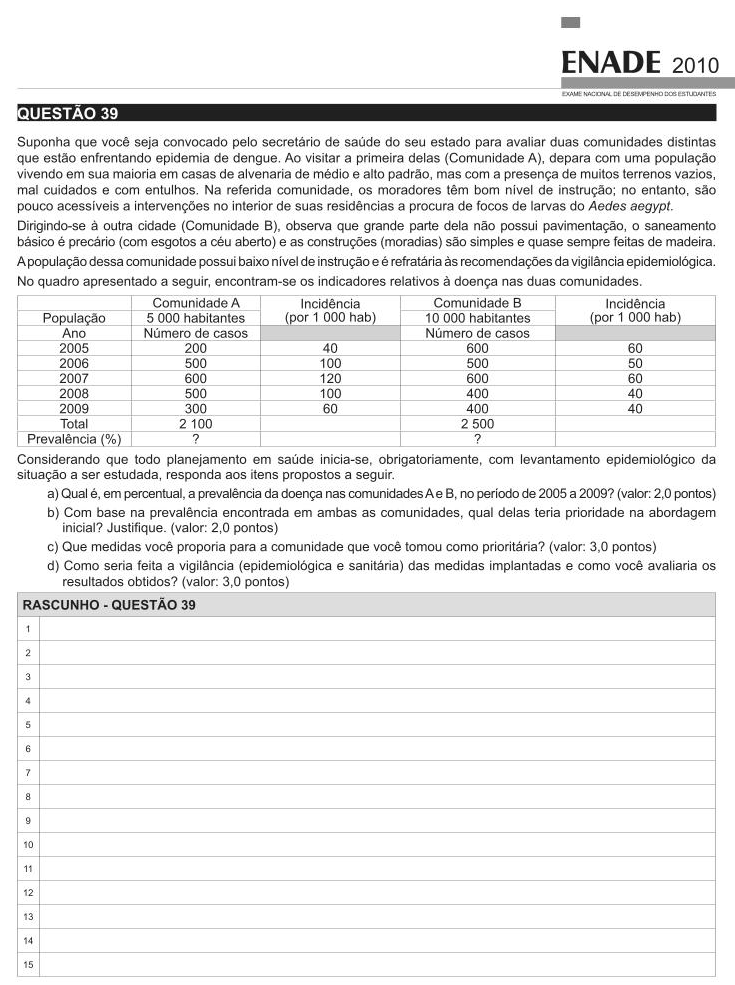 ENADE 2010
EXAME NACIONAL DE DESEMPENHO DOS ESTUDANTES
QUESTÃO 39
Suponha que você seja convocado pelo secretário de saúde do seu estado para avaliar duas comunidades distintas
que estão enfrentando epidemia de dengue. Ao visitar a primeira delas (Comunidade A), depara com uma população
vivendo em sua maioria em casas de alvenaria de médio e alto padrão, mas com a presença de muitos terrenos vazios,
mal cuidados e com entulhos. Na referida comunidade, os moradores têm bom nível de instrução; no entanto, são
pouco acessíveis a intervenções no interior de suas residências a procura de focos de larvas do Aedes aegypt.
Dirigindo-se à outra cidade (Comunidade B), observa que grande parte dela não possui pavimentação, o saneamento
básico é precário (com esgotos a céu aberto) e as construções (moradias) são simples e quase sempre feitas de madeira.
A população dessa comunidade possui baixo nível de instrução e é refratária às recomendações da vigilância epidemiológica.
No quadro apresentado a seguir, encontram-se os indicadores relativos à doença nas duas comunidades.
Comunidade A Incidência Comunidade B Incidência
População 5 000 habitantes (por 1 000 hab) 10 000 habitantes (por 1 000 hab)
Ano Número de casos Número de casos
2005 200 40 600 60
2006 500 100 500 50
2007 600 120 600 60
2008 500 100 400 40
2009 300 60 400 40
Total 2 100 2 500
Prevalência (%) ? ?
Considerando que todo planejamento em saúde inicia-se, obrigatoriamente, com levantamento epidemiológico da
situação a ser estudada, responda aos itens propostos a seguir.
a) Qual é, em percentual, a prevalência da doença nas comunidades A e B, no período de 2005 a 2009? (valor: 2,0 pontos)
b) Com base na prevalência encontrada em ambas as comunidades, qual delas teria prioridade na abordagem
inicial? Justifique. (valor: 2,0 pontos)
c) Que medidas você proporia para a comunidade que você tomou como prioritária? (valor: 3,0 pontos)
d) Como seria feita a vigilância (epidemiológica e sanitária) das medidas implantadas e como você avaliaria os
resultados obtidos? (valor: 3,0 pontos)
RASCUNHO - QUESTÃO 39
1
2
3
4
5
6
7
8
9
10
11
12
13
14
15